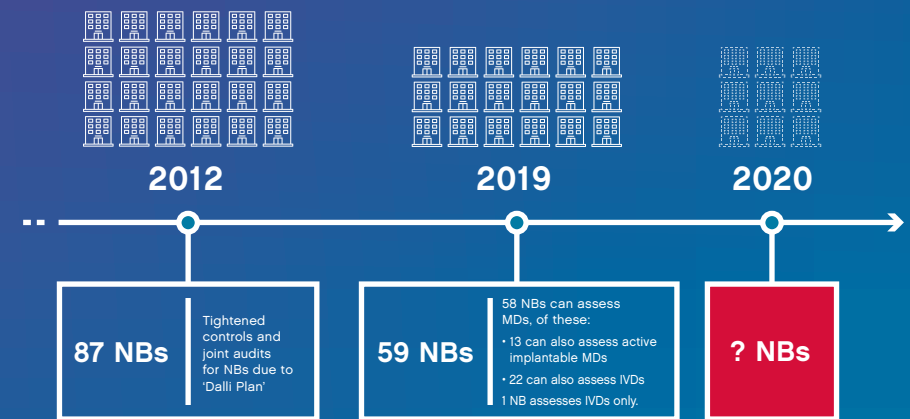 2012
2019
2020
87 NBs
Tightened
controls and
joint audits
for NBs due to
‘Dalli Plan’
59 NBs
58 NBs can assess
MDs, of these:
• 13 can also assess active
implantable MDs
• 22 can also assess IVDs
1 NB assesses IVDs only.
? NBs